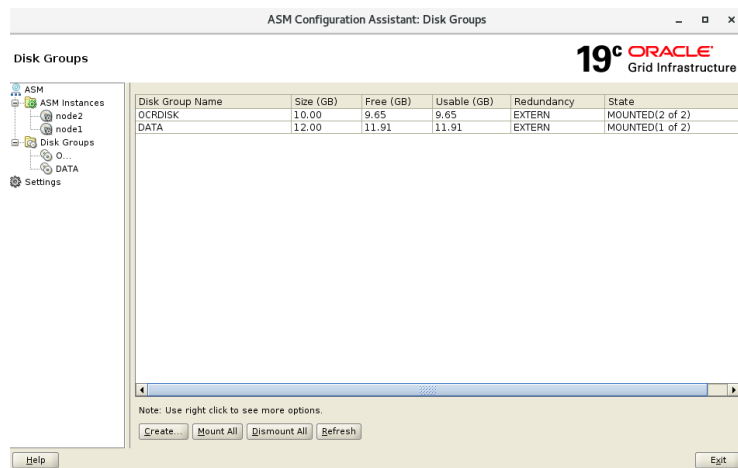 ASM Configuration Assistant: Disk Groups
Disk Groups
19c ORACLE
Grid Infrastructure
ASM
ASM Instances
node2
node1
Disk Groups
O...
DATA
Settings
Disk Group Name Size (GB) Free (GB) Usable (GB) Redundancy State
OCRDISK 10.00 9.65 9.65 EXTERN MOUNTED(2 of 2)
DATA 12.00 11.91 11.91 EXTERN MOUNTED(1 of 2)
Note: Use right click to see more options.
Create... Mount All Dismount All Refresh
Help Exit